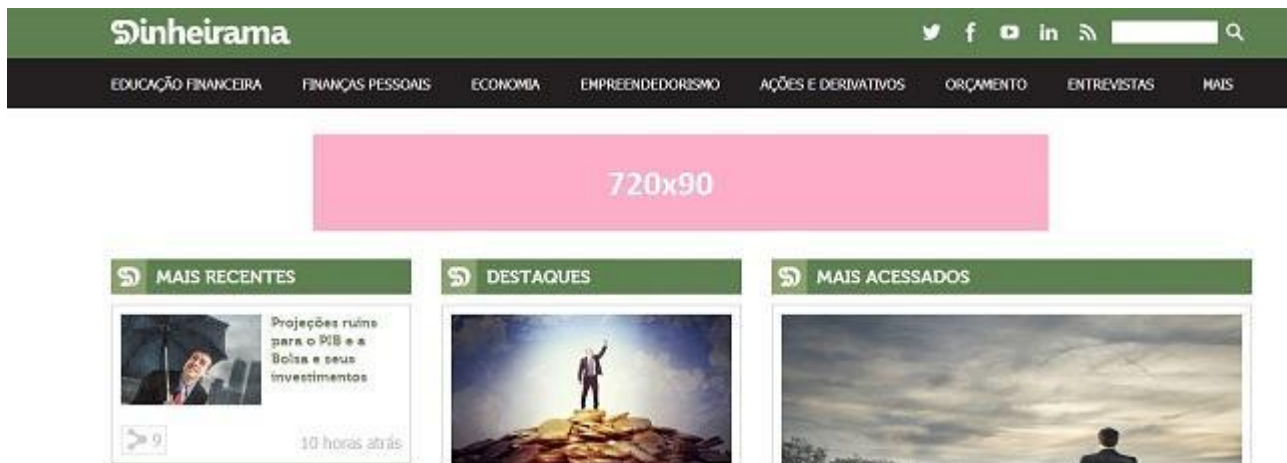 Dinheirama
EDUCAÇÃO FINANCEIRA FINANÇAS PESSOAIS ECONOMIA EMPREENDEDORISMO AÇÕES E DERIVATIVOS ORÇAMENTO ENTREVISTAS MAIS
720x90
MAIS RECENTES
Projeções ruins
para o PIB e a
Bolsa e seus
investimentos
9
10 horas atrás
DESTAQUES
MAIS ACESSADOS